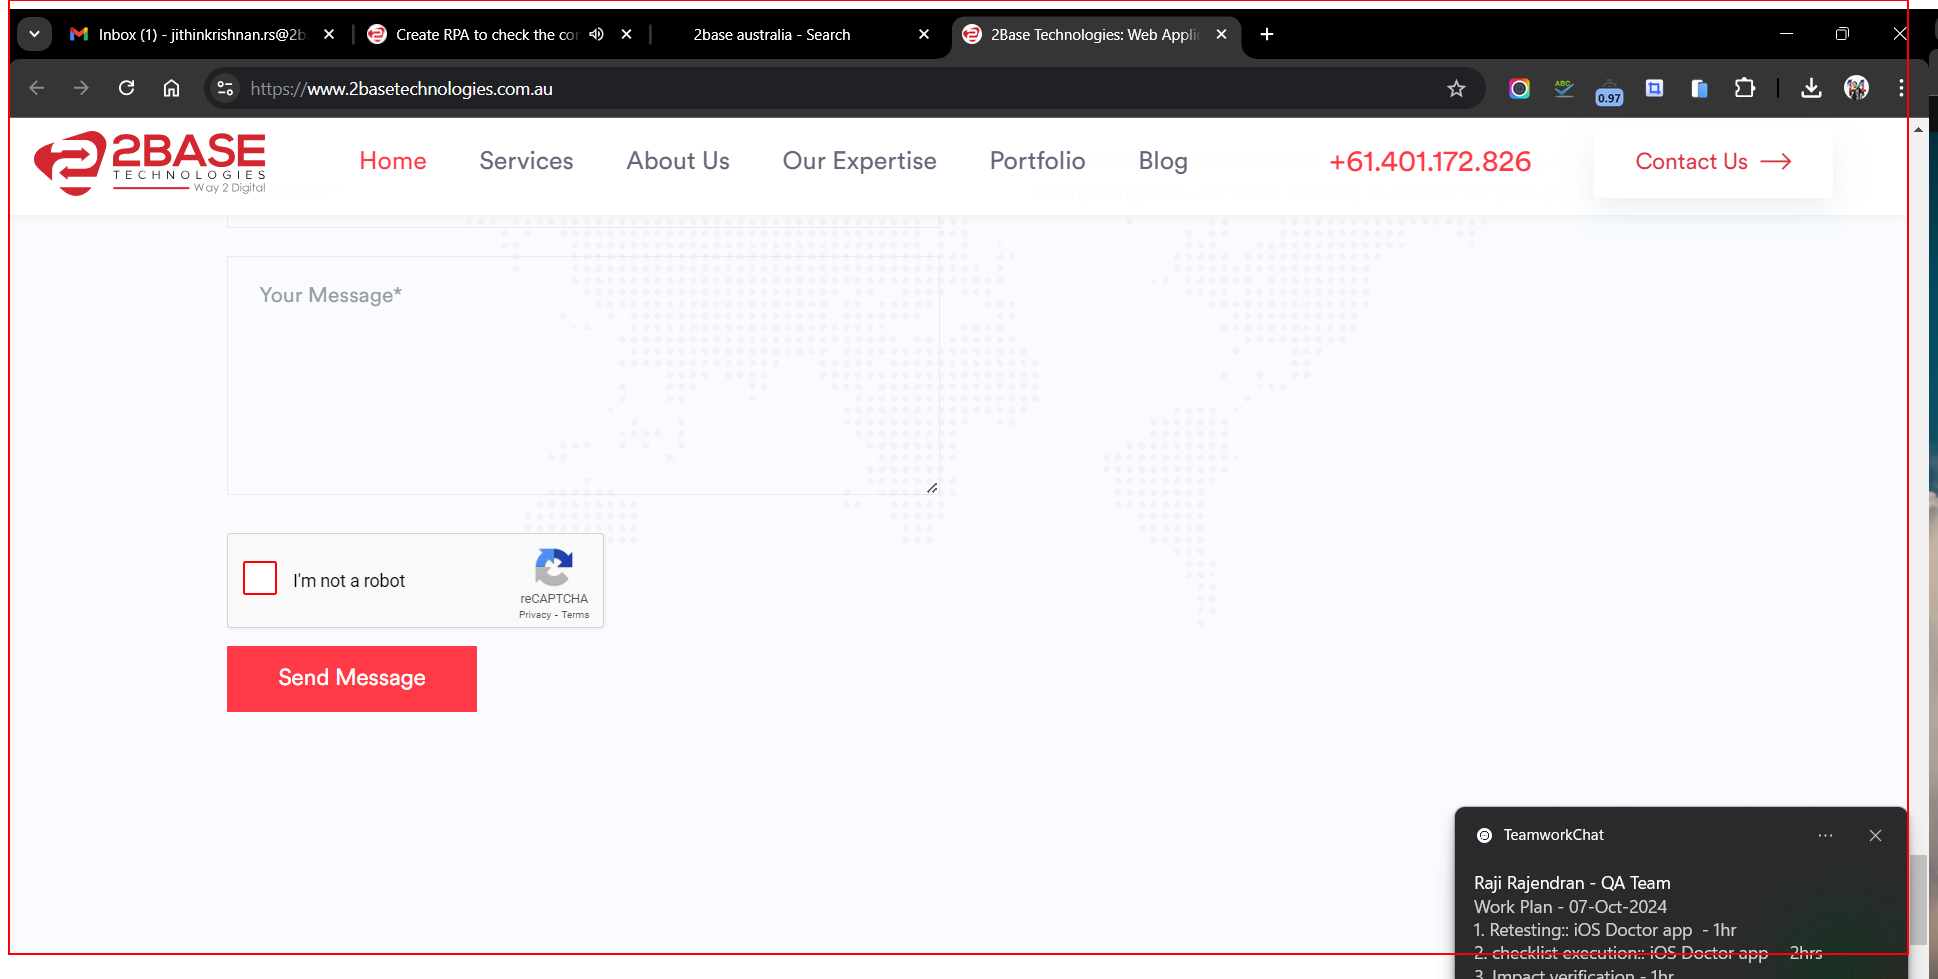 Inbox (1) - jithinkrishnan.rs@2b
Create RPA to check the cor
2base australia - Search
2Base Technologies: Web Applic
https://www.2basetechnologies.com.au
ABC
0.97
2BASE
TECHNOLOGIES
Way 2 Digital
Home
Services
About Us
Our Expertise
Portfolio
Blog
+61.401.172.826
Contact Us
Your Message*
I'm not a robot
reCAPTCHA
Privacy - Terms
Send Message
TeamworkChat
Raji Rajendran - QA Team
Work Plan - 07-Oct-2024
1. Retesting:: iOS Doctor app - 1hr
2. checklist execution:: iOS Doctor app - 2hrs
3. Impact verification - 1hr